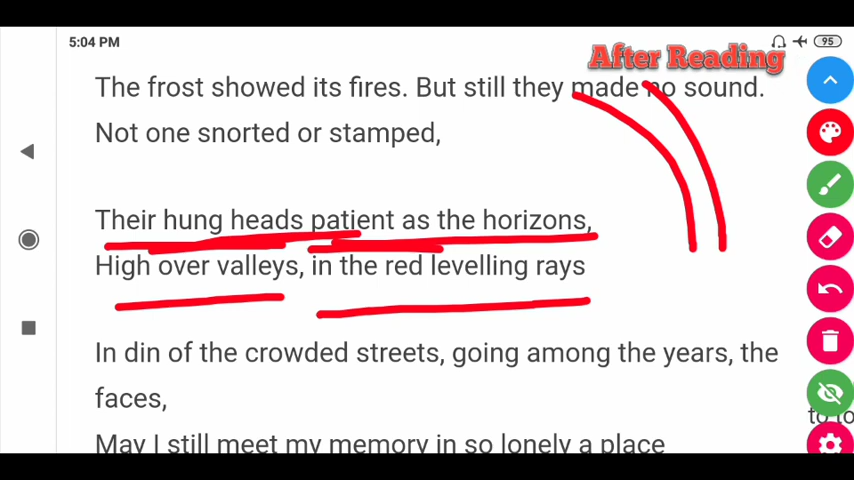 5:04 PM
95
After Reading
The frost showed its fires. But still they made no sound.
Not one snorted or stamped,
Their hung heads patient as the horizons,
High over valleys, in the red levelling rays
In din of the crowded streets, going among the years, the
faces,
May I still meet my memory in so lonely a place